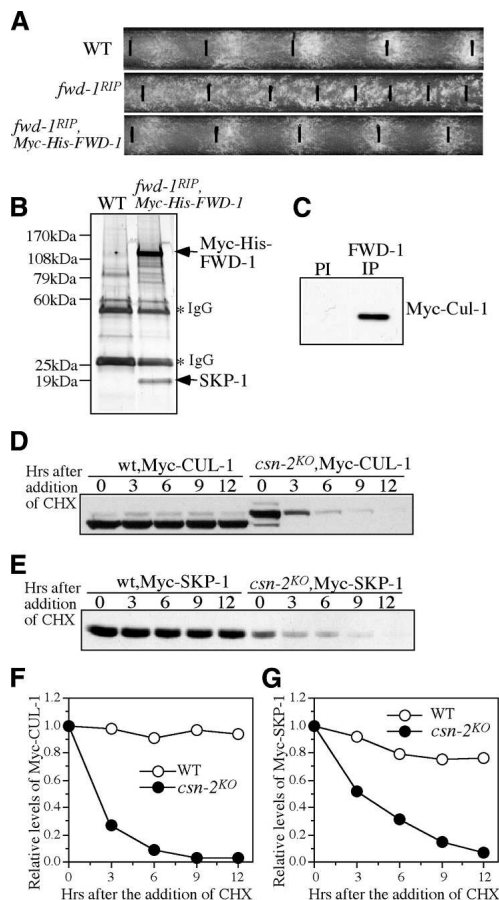 A
WT
fwd-1RIP
fwd-1RIP,
Myc-His-FWD-1
B
WT fwd-1RIP,
Myc-His-FWD-1
170kDa
108kDa
79kDa
60kDa
25kDa
19kDa
Myc-His-
FWD-1
* IgG
* IgG
SKP-1
C
FWD-1
PI IP
Myc-Cul-1
D
Hrs after
addition
of CHX
wt,Myc-CUL-1 csn-2KO,Myc-CUL-1
0 3 6 9 12 0 3 6 9 12
E
Hrs after
addition
of CHX
wt,Myc-SKP-1 csn-2KO,Myc-SKP-1
0 3 6 9 12 0 3 6 9 12
F
Relative levels of Myc-CUL-1
1.2
1.0
0.8
0.6
0.4
0.2
0
WT
csn-2KO
0 3 6 9 12
Hrs after the addition of CHX
G
Relative levels of Myc-SKP-1
1.2
1.0
0.8
0.6
0.4
0.2
0
WT
csn-2KO
0 3 6 9 12
Hrs after the addition of CHX